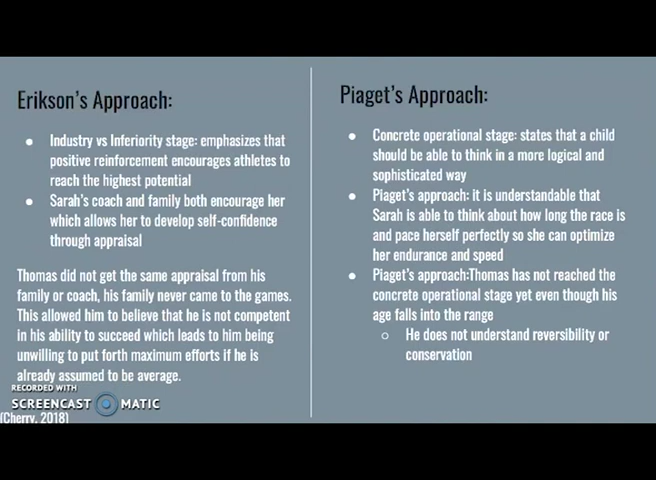 Erikson's Approach:
● Industry vs Inferiority stage: emphasizes that
positive reinforcement encourages athletes to
reach the highest potential
● Sarah's coach and family both encourage her
which allows her to develop self-confidence
through appraisal
Thomas did not get the same appraisal from his
family or coach, his family never came to the games.
This allowed him to believe that he is not competent
in his ability to succeed which leads to him being
unwilling to put forth maximum efforts if he is
already assumed to be average.
RECORDED WITH
SCREENCAST MATIC
(Cherry, 2018)
Piaget's Approach:
● Concrete operational stage: states that a child
should be able to think in a more logical and
sophisticated way
● Piaget's approach: it is understandable that
Sarah is able to think about how long the race is
and pace herself perfectly so she can optimize
her endurance and speed
● Piaget's approach:Thomas has not reached the
concrete operational stage yet even though his
age falls into the range
○ He does not understand reversibility or
conservation